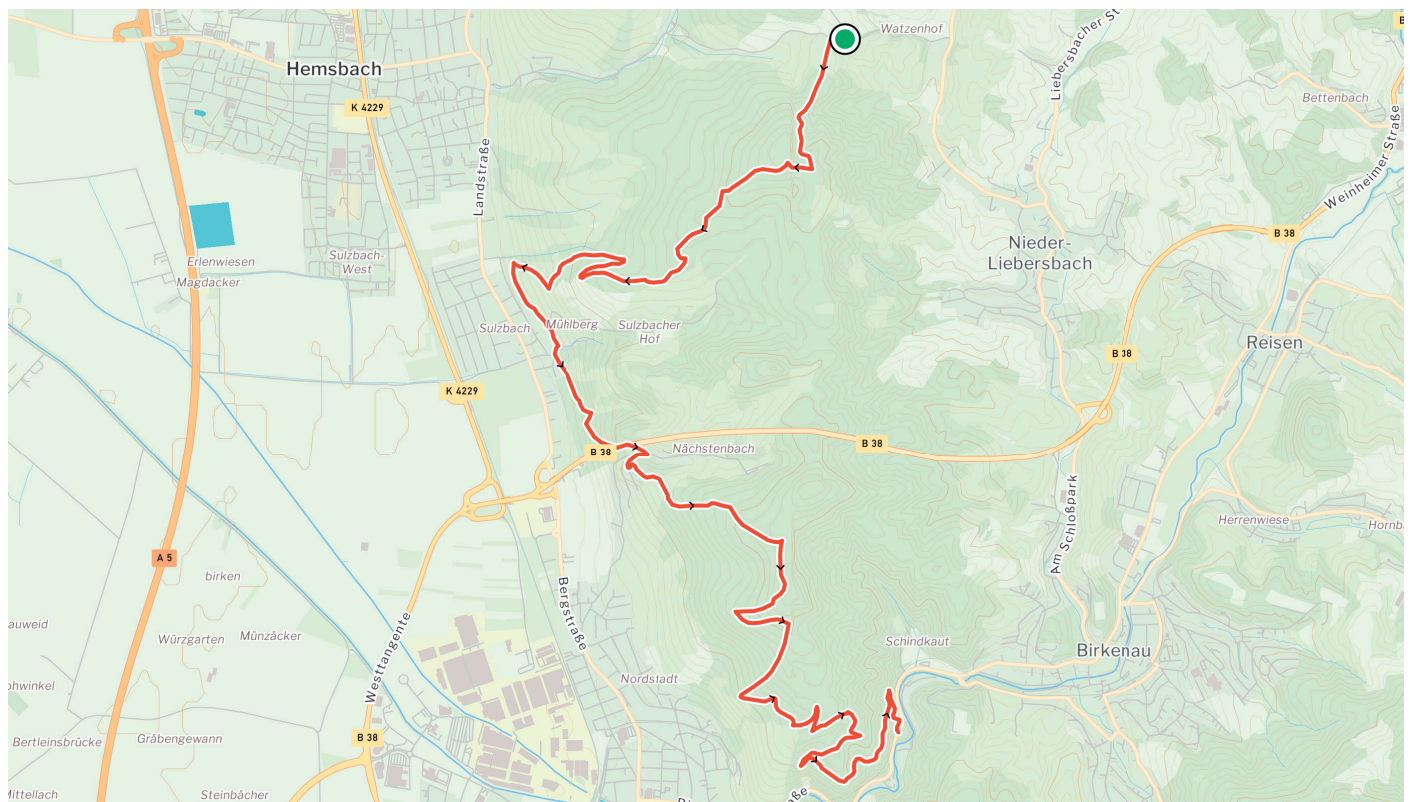 Watzenhof
Liebersbacher St
B
Hemsbach
K 4229
Bettenbach
Landstraße
Weinheimer Straße
B 38
Nieder-
Liebersbach
Sulzbach-
West
Erlenwiesen
Magdacker
Sulzbach
Mühlberg
Sulzbacher
Hof
Reisen
B 38
K 4229
B 38
B 38
Nächstenbach
Am Schloßpark
Herrenwiese
Hornb
A 5
birken
Bergstraße
auweid
Würzgarten
Münzäcker
Westtangente
Schindkaut
Birkenau
Nordstadt
ohwinkel
Bertleinsbrücke
Gräbengewann
B 38
Mittellach
Steinbächer
aße